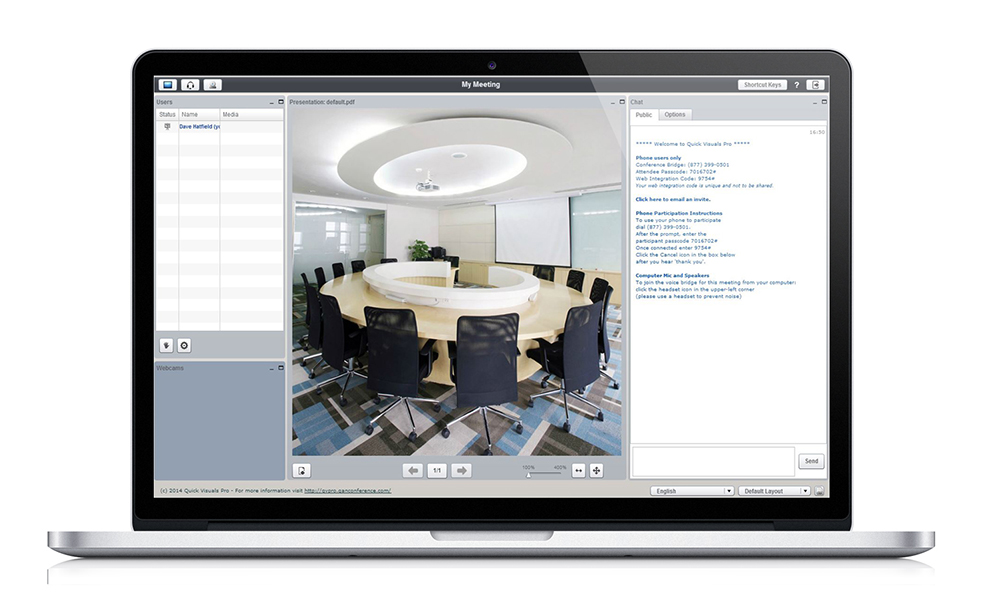 My Meeting
Shortcut Keys
?
Users
Status Name Media
Dave Hatfield (yo
Webcams
Presentation: default.pdf
1/1
100% 400%
Chat
Public Options
16:50
***** Welcome to Quick Visuals Pro *****
Phone users only
Conference Bridge: (877) 399-0501
Attendee Passcode: 7016702#
Web Integration Code: 9754#
Your web integration code is unique and not to be shared.
Click here to email an invite.
Phone Participation Instructions
To use your phone to participate
dial (877) 399-0501.
After the prompt, enter the
participant passcode 7016702#
Once connected enter 9754#
Click the Cancel icon in the box below
after you hear 'thank you'.
Computer Mic and Speakers
To join the voice bridge for this meeting from your computer:
click the headset icon in the upper-left corner
(please use a headset to prevent noise)
Send
(c) 2014 Quick Visuals Pro - For more information visit
English
Default Layout